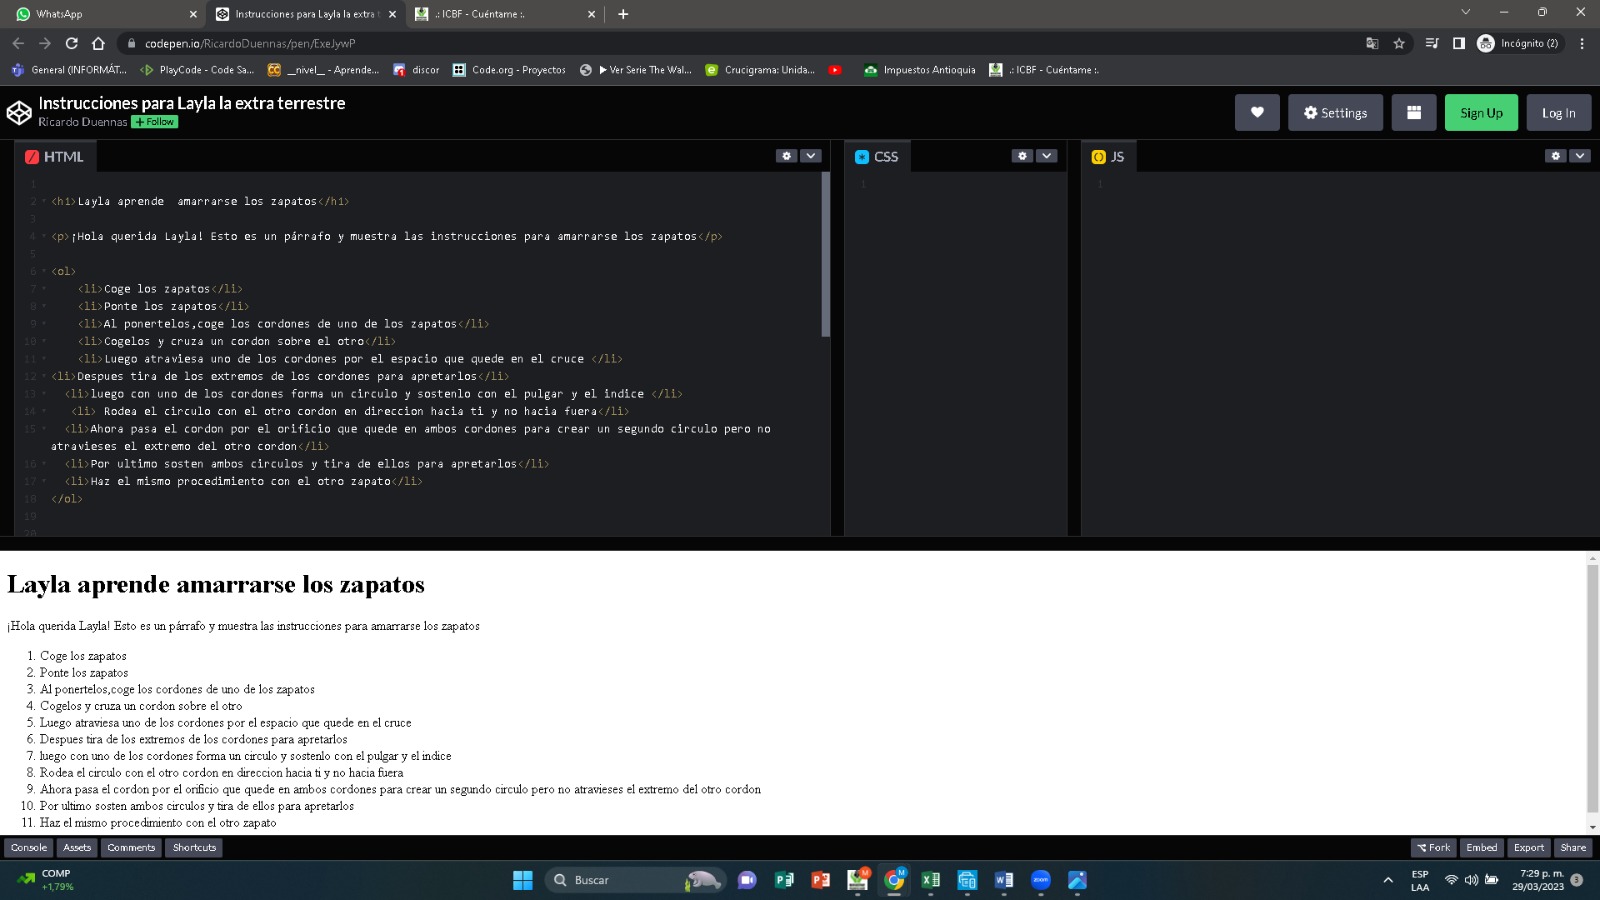 WhatsApp
Instrucciones para Layla la extra t
.: ICBF - Cuéntame :.
codepen.io/RicardoDuennas/pen/ExeJywP
Incógnito (2)
General (INFORMÁT...
PlayCode - Code Sa...
__nivel__ - Aprende...
discor
Code.org - Proyectos
▶ Ver Serie The Wal...
Crucigrama: Unida...
Impuestos Antioquia
.: ICBF - Cuéntame :.
Instrucciones para Layla la extra terrestre
Ricardo Duennas + Follow
Settings
Sign Up
Log In
HTML
CSS
JS
1
2 <h1>Layla aprende  amarrarse los zapatos</h1>
3
4 <p>¡Hola querida Layla! Esto es un párrafo y muestra las instrucciones para amarrarse los zapatos</p>
5
6 <ol>
7 <li>Coge los zapatos</li>
8 <li>Ponte los zapatos</li>
9 <li>Al ponertelos,coge los cordones de uno de los zapatos</li>
10 <li>Cogelos y cruza un cordon sobre el otro</li>
11 <li>Luego atraviesa uno de los cordones por el espacio que quede en el cruce </li>
12 <li>Despues tira de los extremos de los cordones para apretarlos</li>
13 <li>luego con uno de los cordones forma un circulo y sostenlo con el pulgar y el indice </li>
14 <li> Rodea el circulo con el otro cordon en direccion hacia ti y no hacia fuera</li>
15 <li>Ahora pasa el cordon por el orificio que quede en ambos cordones para crear un segundo circulo pero no
atravieses el extremo del otro cordon</li>
16 <li>Por ultimo sosten ambos circulos y tira de ellos para apretarlos</li>
17 <li>Haz el mismo procedimiento con el otro zapato</li>
18 </ol>
19
20
1
1
Layla aprende amarrarse los zapatos
¡Hola querida Layla! Esto es un párrafo y muestra las instrucciones para amarrarse los zapatos
1. Coge los zapatos
2. Ponte los zapatos
3. Al ponertelos,coge los cordones de uno de los zapatos
4. Cogelos y cruza un cordon sobre el otro
5. Luego atraviesa uno de los cordones por el espacio que quede en el cruce
6. Despues tira de los extremos de los cordones para apretarlos
7. luego con uno de los cordones forma un circulo y sostenlo con el pulgar y el indice
8. Rodea el circulo con el otro cordon en direccion hacia ti y no hacia fuera
9. Ahora pasa el cordon por el orificio que quede en ambos cordones para crear un segundo circulo pero no atravieses el extremo del otro cordon
10. Por ultimo sosten ambos circulos y tira de ellos para apretarlos
11. Haz el mismo procedimiento con el otro zapato
Console
Assets
Comments
Shortcuts
Fork
Embed
Export
Share
COMP
+1,79%
Buscar
zoom
ESP
LAA
7:29 p. m.
29/03/2023
3